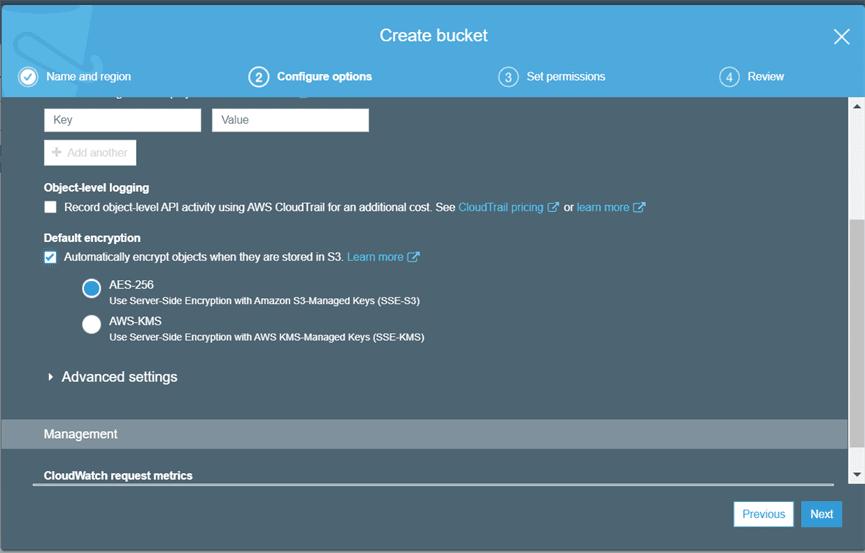 Create bucket
Name and region
2 Configure options
3 Set permissions
4 Review
Key Value
+ Add another
Object-level logging
Record object-level API activity using AWS CloudTrail for an additional cost. See CloudTrail pricing or learn more
Default encryption
Automatically encrypt objects when they are stored in S3. Learn more
AES-256
Use Server-Side Encryption with Amazon S3-Managed Keys (SSE-S3)
AWS-KMS
Use Server-Side Encryption with AWS KMS-Managed Keys (SSE-KMS)
Advanced settings
Management
CloudWatch request metrics
Previous Next